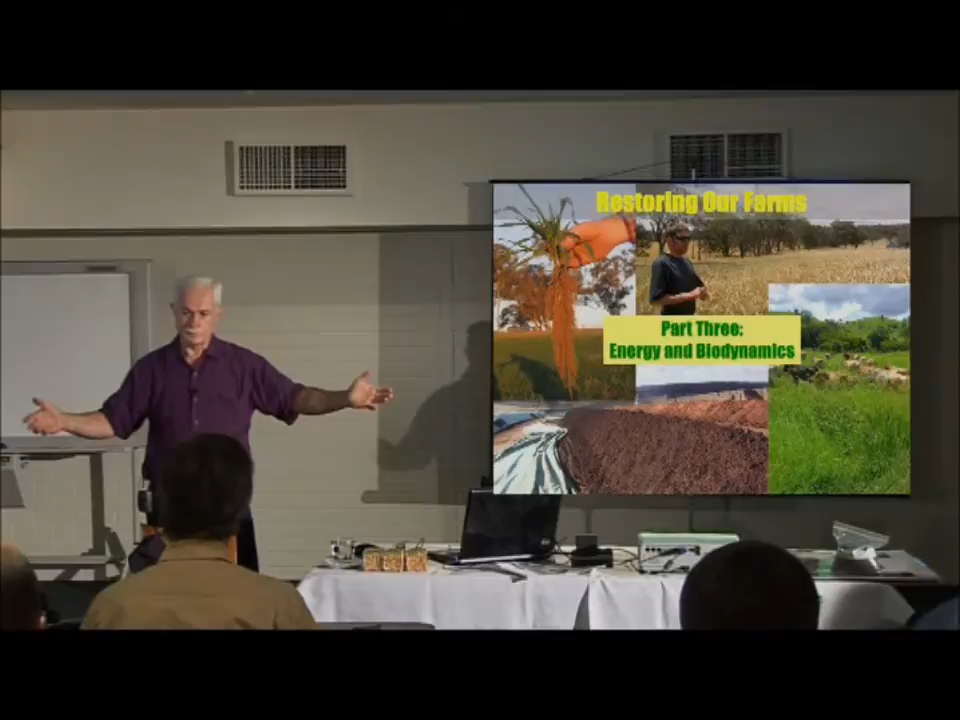 Restoring Our Farms
Part Three:
Energy and Biodynamics